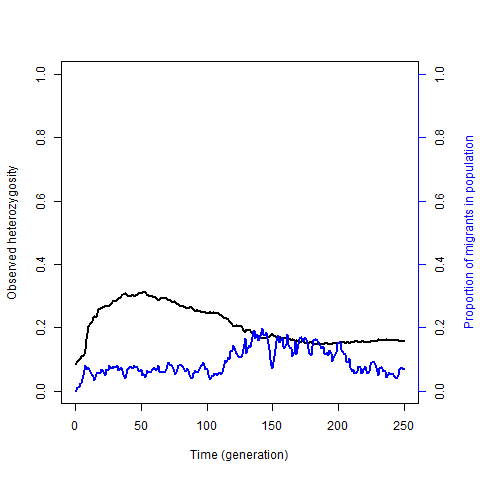 Observed heterozygosity
0.0 0.2 0.4 0.6 0.8 1.0
0 50 100 150 200 250
Time (generation)
0.0 0.2 0.4 0.6 0.8 1.0
Proportion of migrants in population